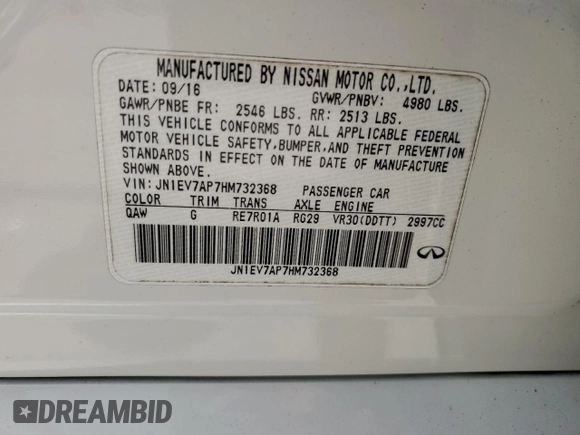 MANUFACTURED BY NISSAN MOTOR CO.,LTD.
DATE: 09/16 GVWR/PNBV: 4980 LBS.
GAWR/PNBE FR: 2546 LBS. RR: 2513 LBS.
THIS VEHICLE CONFORMS TO ALL APPLICABLE FEDERAL
MOTOR VEHICLE SAFETY,BUMPER,AND THEFT PREVENTION
STANDARDS IN EFFECT ON THE DATE OF MANUFACTURE
SHOWN ABOVE.
VIN: JN1EV7AP7HM732368 PASSENGER CAR
COLOR TRIM TRANS AXLE ENGINE
QAW G RE7R01A RG29 VR30(DDTT) 2997CC
JN1EV7AP7HM732368
DREAMBID